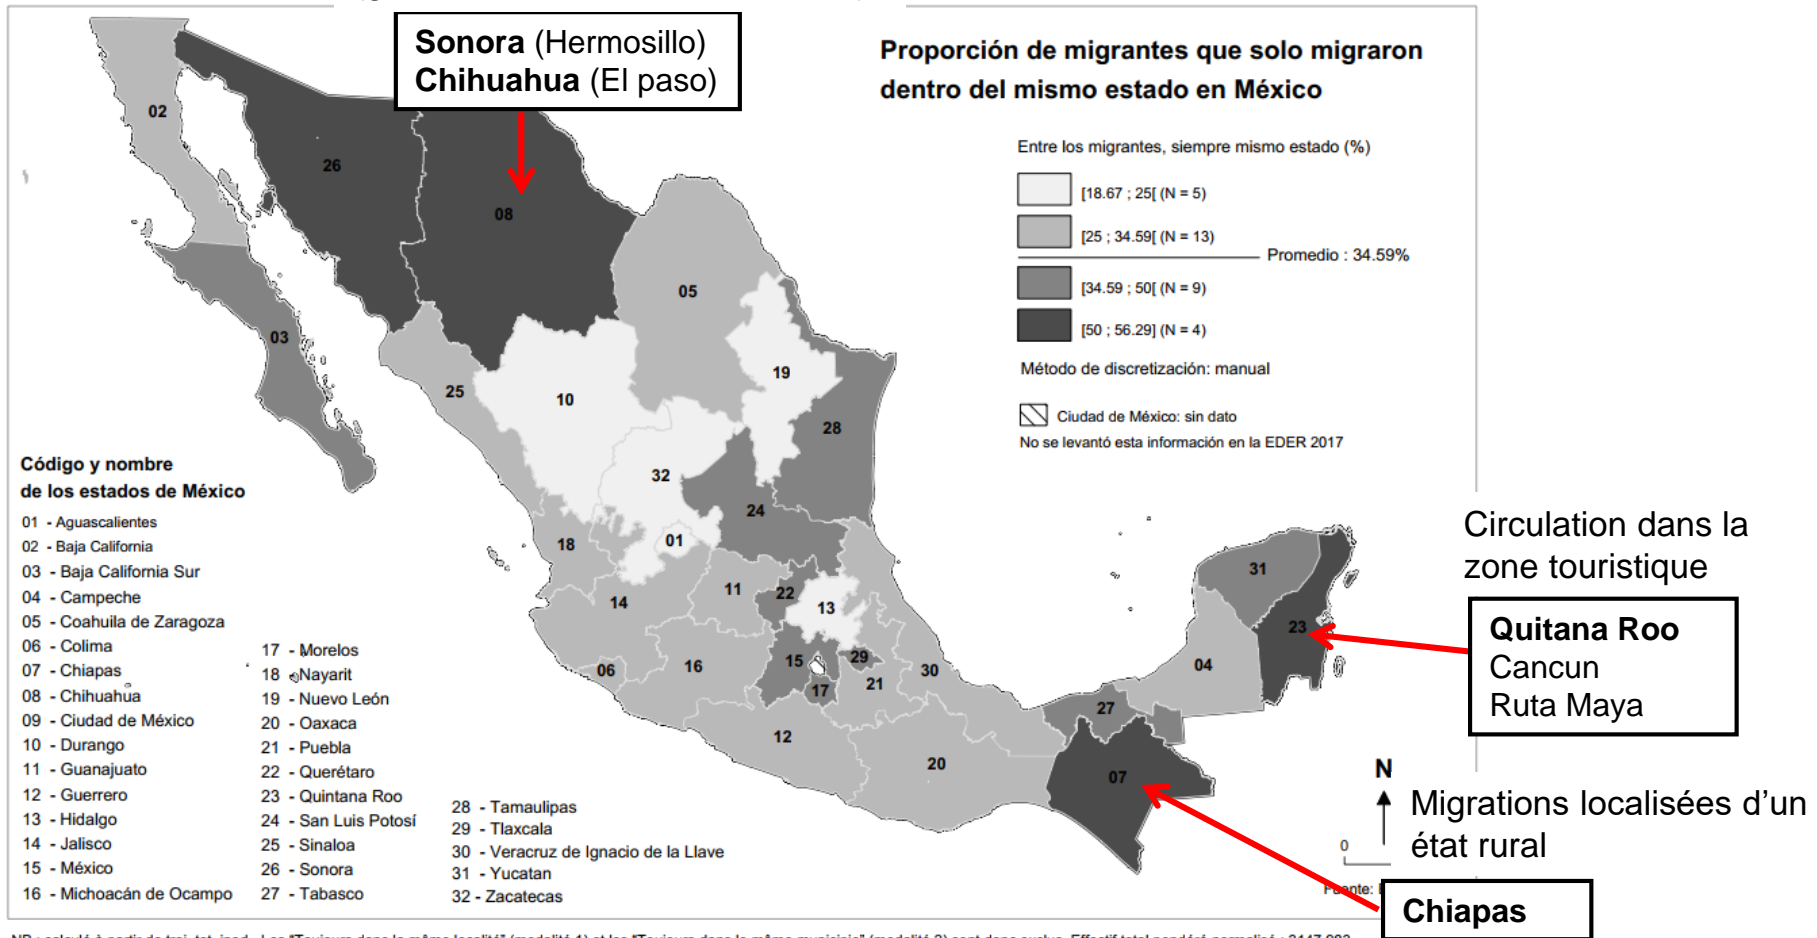 Sonora (Hermosillo)
Chihuahua (El paso)
Proporción de migrantes que solo migraron
dentro del mismo estado en México
Entre los migrantes, siempre mismo estado (%)
[18.67 ; 25[ (N = 5)
[25 ; 34.59[ (N = 13)
Promedio : 34.59%
[34.59 ; 50[ (N = 9)
[50 ; 56.29] (N = 4)
Método de discretización: manual
Ciudad de México: sin dato
No se levantó esta información en la EDER 2017
02
26
08
05
03
19
25
10
28
32
24
18
01
11
22
13
14
31
23
04
06
16
15
29
21
30
17
27
12
20
07
Código y nombre
de los estados de México
01 - Aguascalientes
02 - Baja California
03 - Baja California Sur
04 - Campeche
05 - Coahuila de Zaragoza
06 - Colima
07 - Chiapas
08 - Chihuahua
09 - Ciudad de México
10 - Durango
11 - Guanajuato
12 - Guerrero
13 - Hidalgo
14 - Jalisco
15 - México
16 - Michoacán de Ocampo
17 - Morelos
18 - Nayarit
19 - Nuevo León
20 - Oaxaca
21 - Puebla
22 - Querétaro
23 - Quintana Roo
24 - San Luis Potosí
25 - Sinaloa
26 - Sonora
27 - Tabasco
28 - Tamaulipas
29 - Tlaxcala
30 - Veracruz de Ignacio de la Llave
31 - Yucatan
32 - Zacatecas
Circulation dans la
zone touristique
Quitana Roo
Cancun
Ruta Maya
N
0
Migrations localisées d'un
état rural
Fuente:
Chiapas